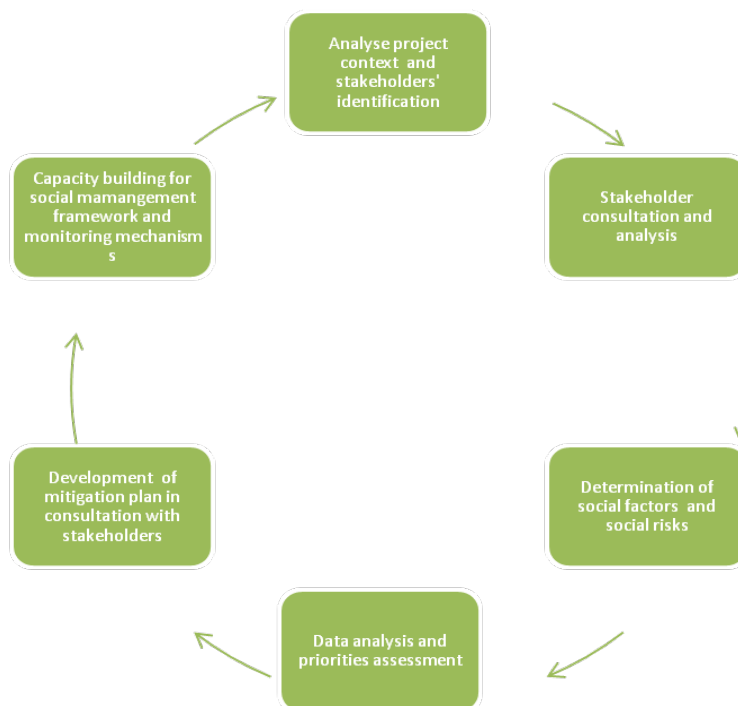 Analyse project
context and
stakeholders'
identification
Stakeholder
consultation and
analysis
Determination of
social factors and
social risks
Data analysis and
priorities assessment
Development of
mitigation plan in
consultation with
stakeholders
Capacity building for
social mamangement
framework and
monitoring mechanism
s